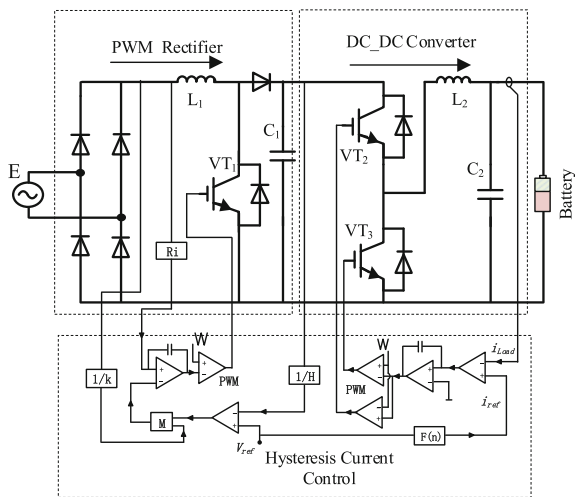 PWM Rectifier
DC_DC Converter
L1
L2
C1
C2
E
VT1
VT2
VT3
Battery
Ri
W
W
PWM
PWM
1/k
1/H
M
Vref
F(n)
iLoad
iref
Hysteresis Current
Control